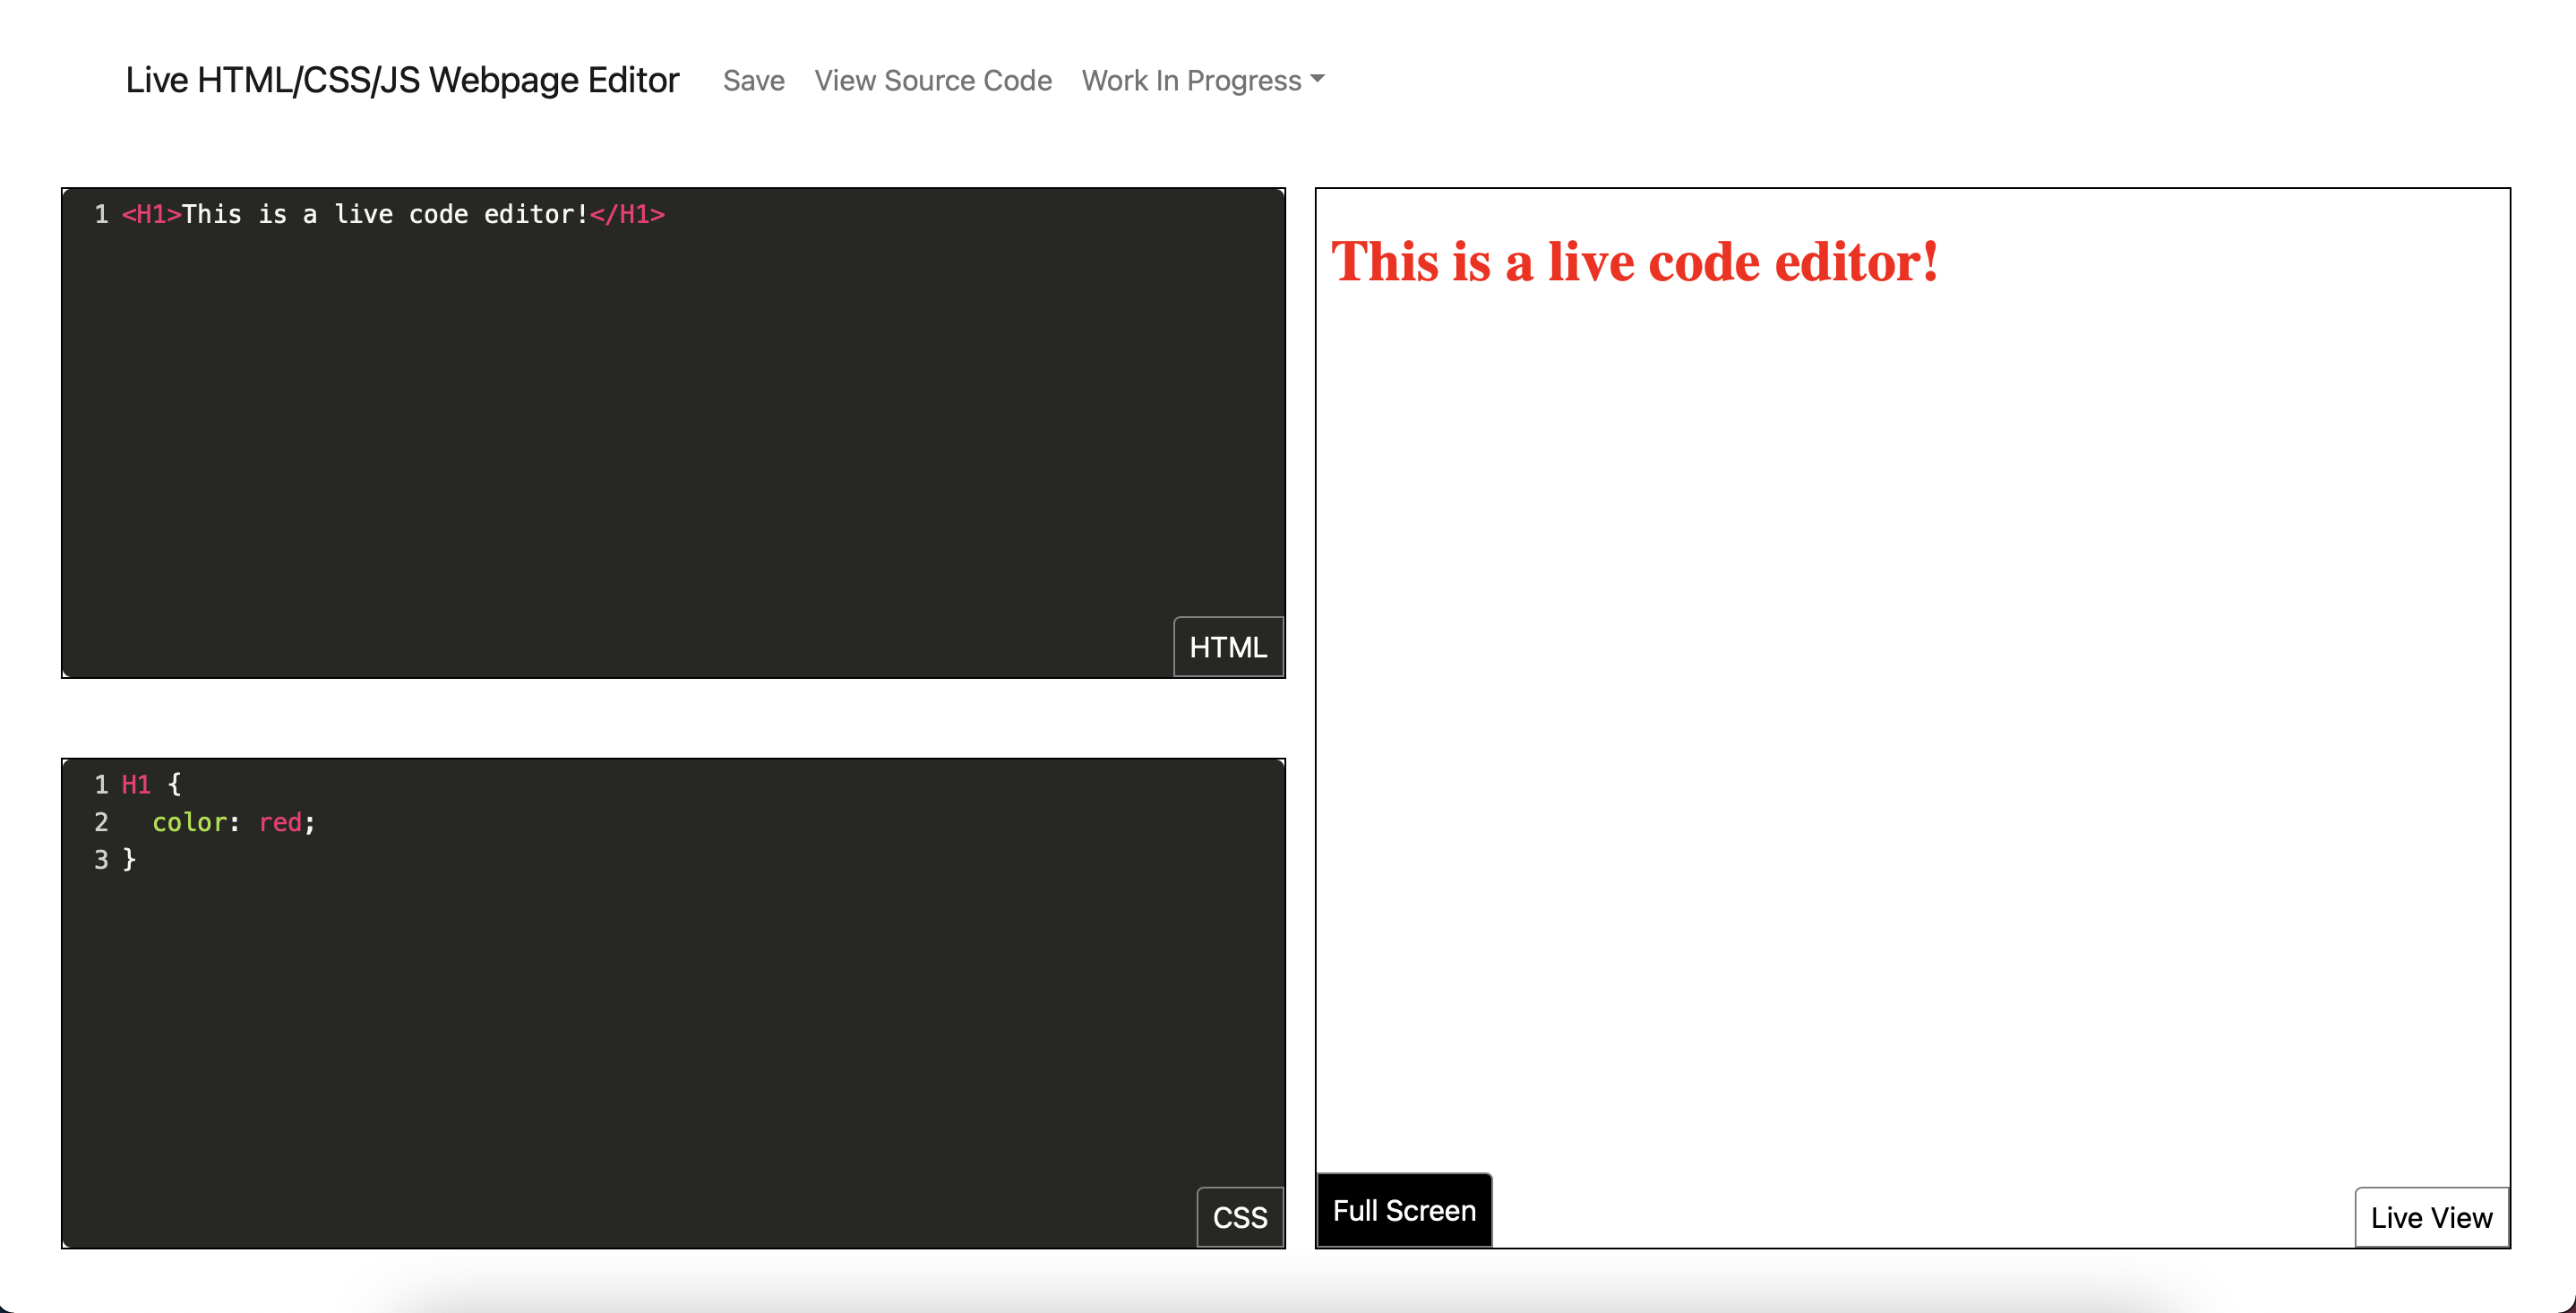 Live HTML/CSS/JS Webpage Editor Save View Source Code Work In Progress
1 <H1>This is a live code editor!</H1>
HTML
1 H1 {
2   color: red;
3 }
CSS
This is a live code editor!
Full Screen
Live View